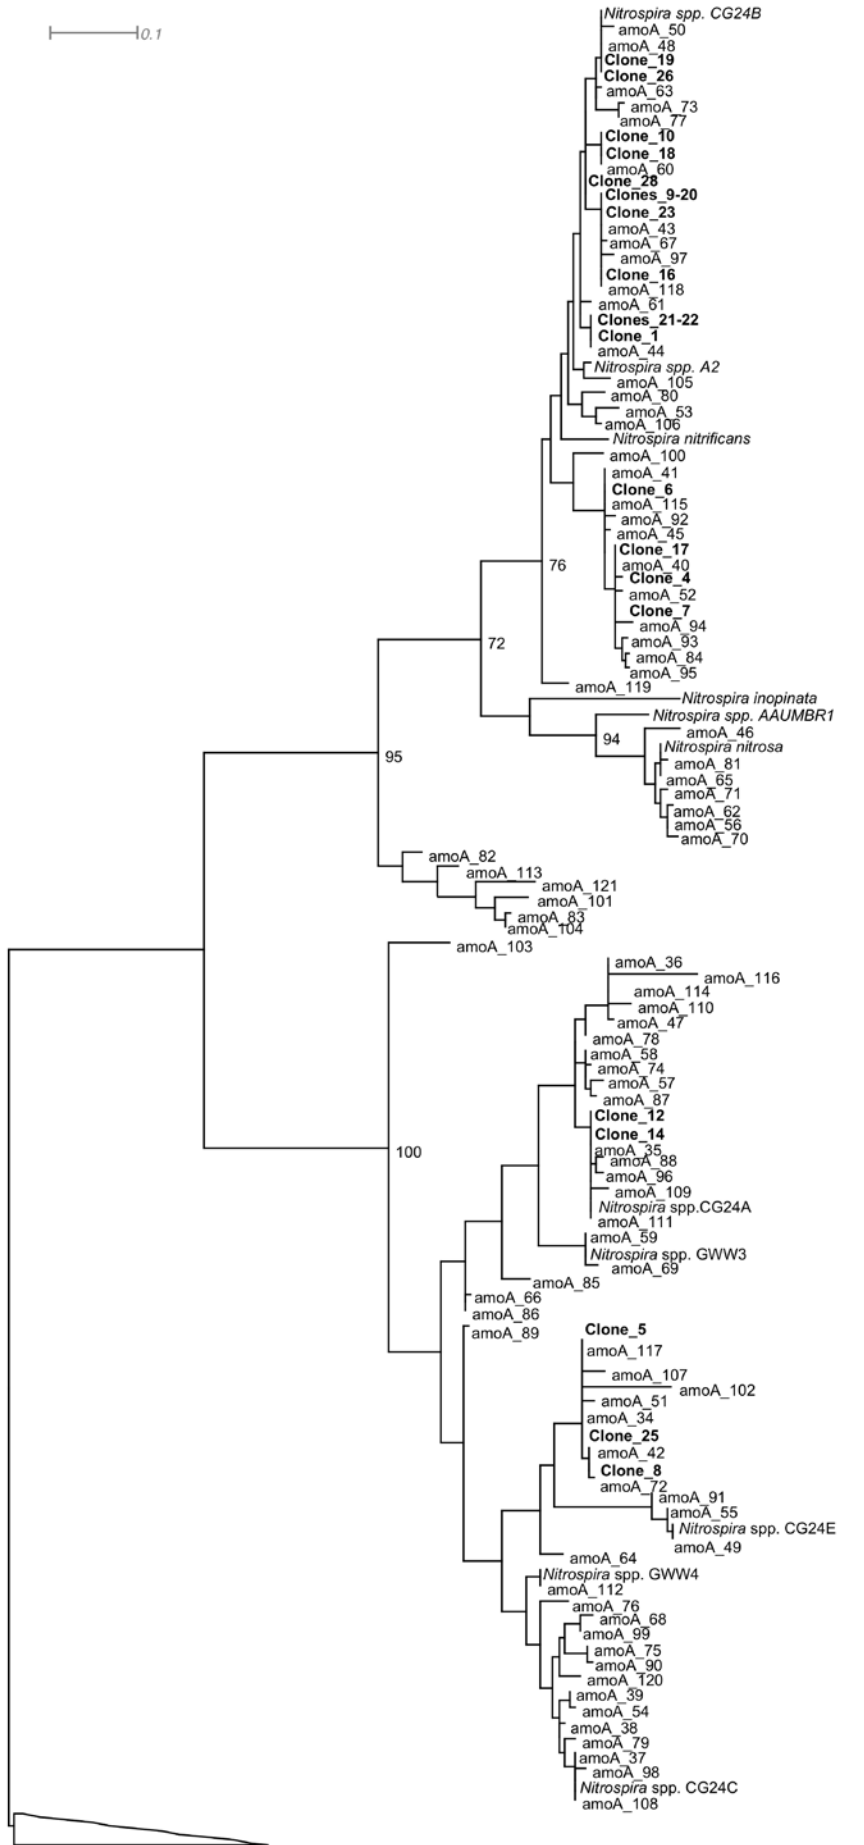 Nitrospira spp. CG24B
0.1
amoA_50
amoA_48
Clone_19
Clone_26
amoA_63
amoA_73
amoA_77
Clone_10
Clone_18
amoA_60
Clone_28
Clones_9-20
Clone_23
amoA_43
amoA_67
amoA_97
Clone_16
amoA_118
amoA_61
Clones_21-22
Clone_1
amoA_44
Nitrospira spp. A2
amoA_105
amoA_80
amoA_53
amoA_106
Nitrospira nitrificans
amoA_100
amoA_41
Clone_6
amoA_115
amoA_92
amoA_45
Clone_17
76
amoA_40
Clone_4
amoA_52
Clone_7
amoA_94
72
amoA_93
amoA_84
amoA_95
amoA_119
Nitrospira inopinata
Nitrospira spp. AAUMBR1
amoA_46
94
Nitrospira nitrosa
95
amoA_81
amoA_65
amoA_71
amoA_62
amoA_56
amoA_70
amoA_82
amoA_113
amoA_121
amoA_101
amoA_83
amoA_104
amoA_103
amoA_36
amoA_116
amoA_114
amoA_110
amoA_47
amoA_78
amoA_58
amoA_74
amoA_57
amoA_87
Clone_12
Clone_14
100
amoA_35
amoA_88
amoA_96
amoA_109
Nitrospira spp.CG24A
amoA_111
amoA_59
Nitrospira spp. GWW3
amoA_69
amoA_85
amoA_66
amoA_86
Clone_5
amoA_89
amoA_117
amoA_107
amoA_102
amoA_51
amoA_34
Clone_25
amoA_42
Clone_8
amoA_72
amoA_91
amoA_55
Nitrospira spp. CG24E
amoA_49
amoA_64
Nitrospira spp. GWW4
amoA_112
amoA_76
amoA_68
amoA_99
amoA_75
amoA_90
amoA_120
amoA_39
amoA_54
amoA_38
amoA_79
amoA_37
amoA_98
Nitrospira spp. CG24C
amoA_108